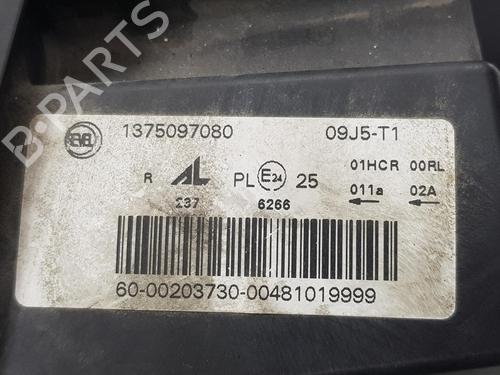 1375097080 09J5-T1
R AL PL E24 25 01HCR 00RL
237 6266 011a 02A
60-00203730-00481019999
B-PARTS